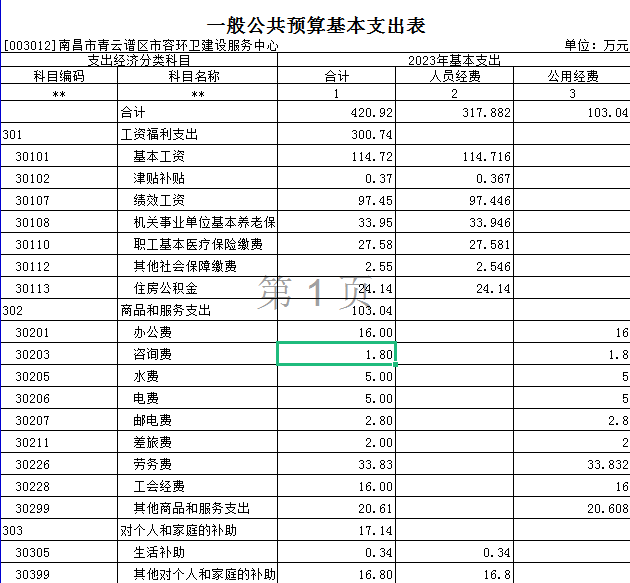 一般公共预算基本支出表
[003012]南昌市青云谱区市容环卫建设服务中心 单位：万元
支出经济分类科目 2023年基本支出
科目编码 科目名称 合计 人员经费 公用经费
** ** 1 2 3
合计 420.92 317.882 103.04
301 工资福利支出 300.74
30101 基本工资 114.72 114.716
30102 津贴补贴 0.37 0.367
30107 绩效工资 97.45 97.446
30108 机关事业单位基本养老保 33.95 33.946
30110 职工基本医疗保险缴费 27.58 27.581
30112 其他社会保障缴费 2.55 2.546
30113 住房公积金 24.14 24.14
第 1 页
302 商品和服务支出 103.04
30201 办公费 16.00 16
30203 咨询费 1.80 1.8
30205 水费 5.00 5
30206 电费 5.00 5
30207 邮电费 2.80 2.8
30211 差旅费 2.00 2
30226 劳务费 33.83 33.832
30228 工会经费 16.00 16
30299 其他商品和服务支出 20.61 20.608
303 对个人和家庭的补助 17.14
30305 生活补助 0.34 0.34
30399 其他对个人和家庭的补助 16.80 16.8